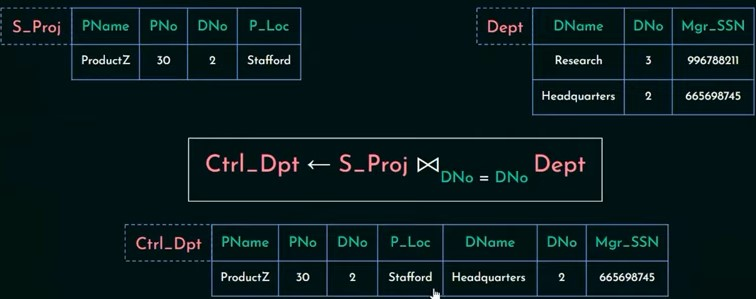 S_Proj PName PNo DNo P_Loc
ProductZ 30 2 Stafford
Dept DName DNo Mgr_SSN
Research 3 996788211
Headquarters 2 665698745
Ctrl_Dpt ← S_Proj ⋈ DNo = DNo Dept
Ctrl_Dpt PName PNo DNo P_Loc DName DNo Mgr_SSN
ProductZ 30 2 Stafford Headquarters 2 665698745